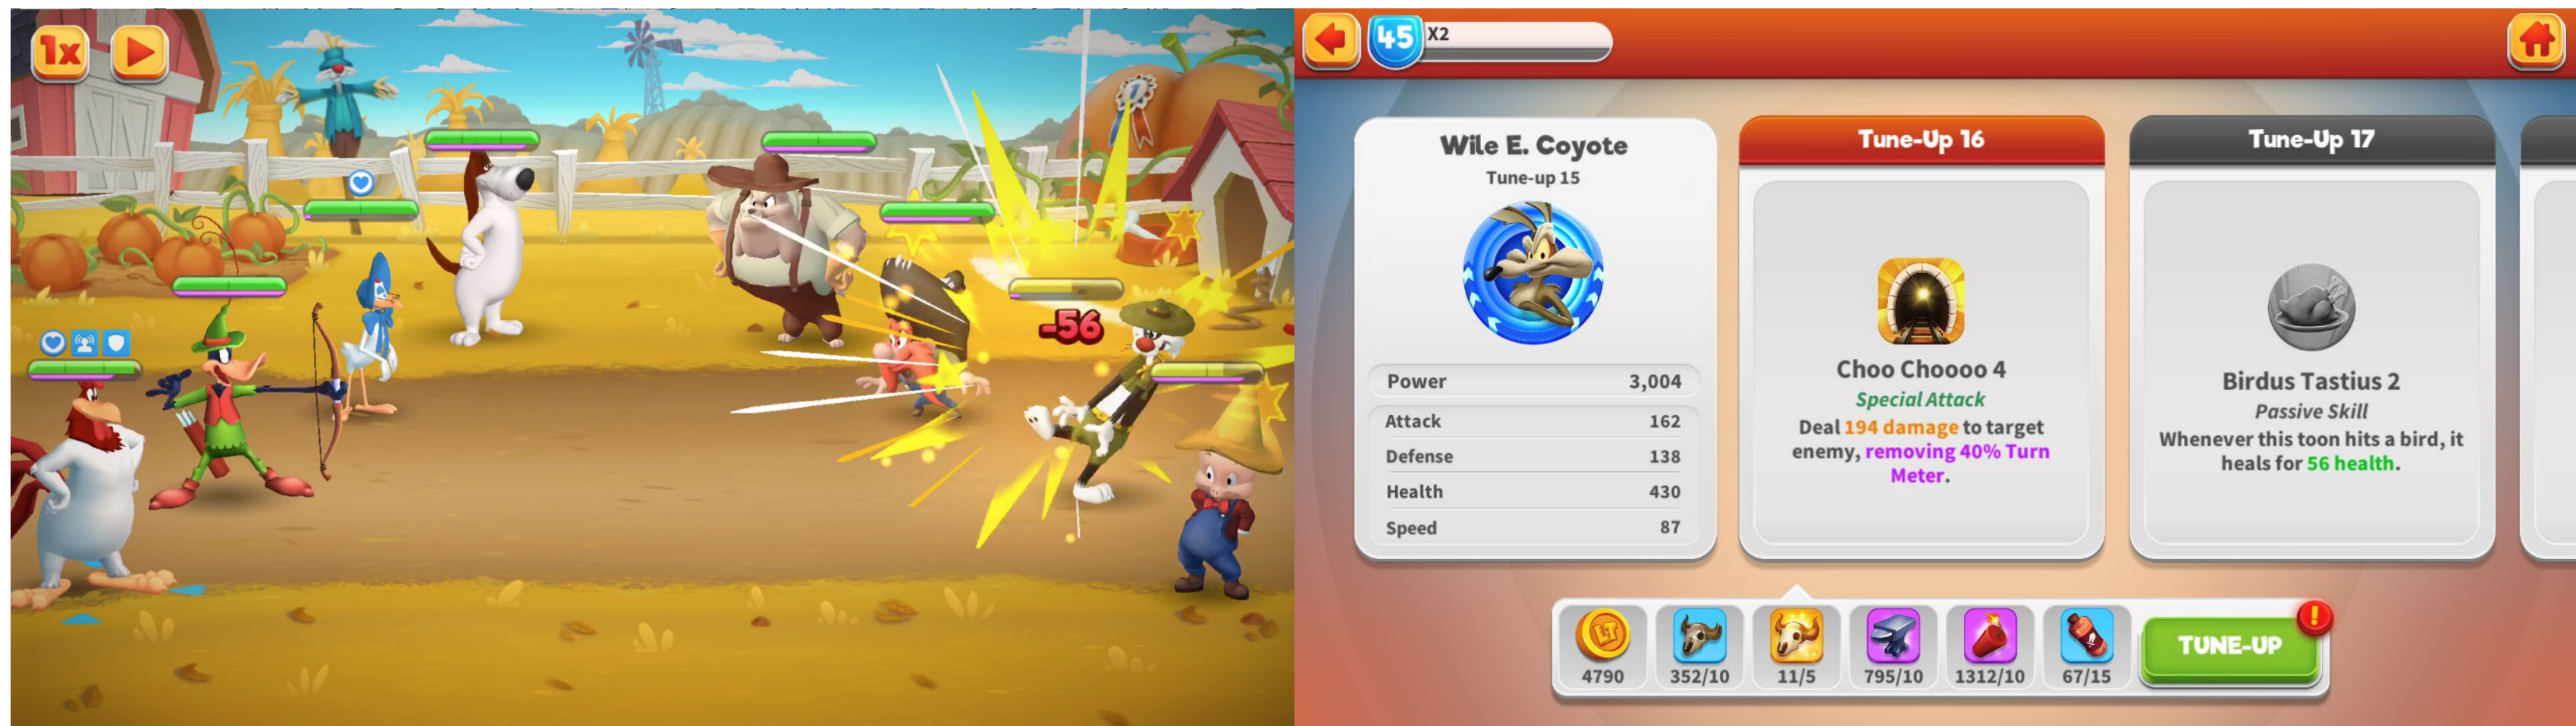 1x
-56
45
X2
Wile E. Coyote
Tune-up 15
Power 3,004
Attack 162
Defense 138
Health 430
Speed 87
Tune-Up 16
Choo Choooo 4
Special Attack
Deal 194 damage to target
enemy, removing 40% Turn
Meter.
Tune-Up 17
Birdus Tastius 2
Passive Skill
Whenever this toon hits a bird, it
heals for 56 health.
LT
4790
352/10
11/5
795/10
1312/10
67/15
TUNE-UP
!